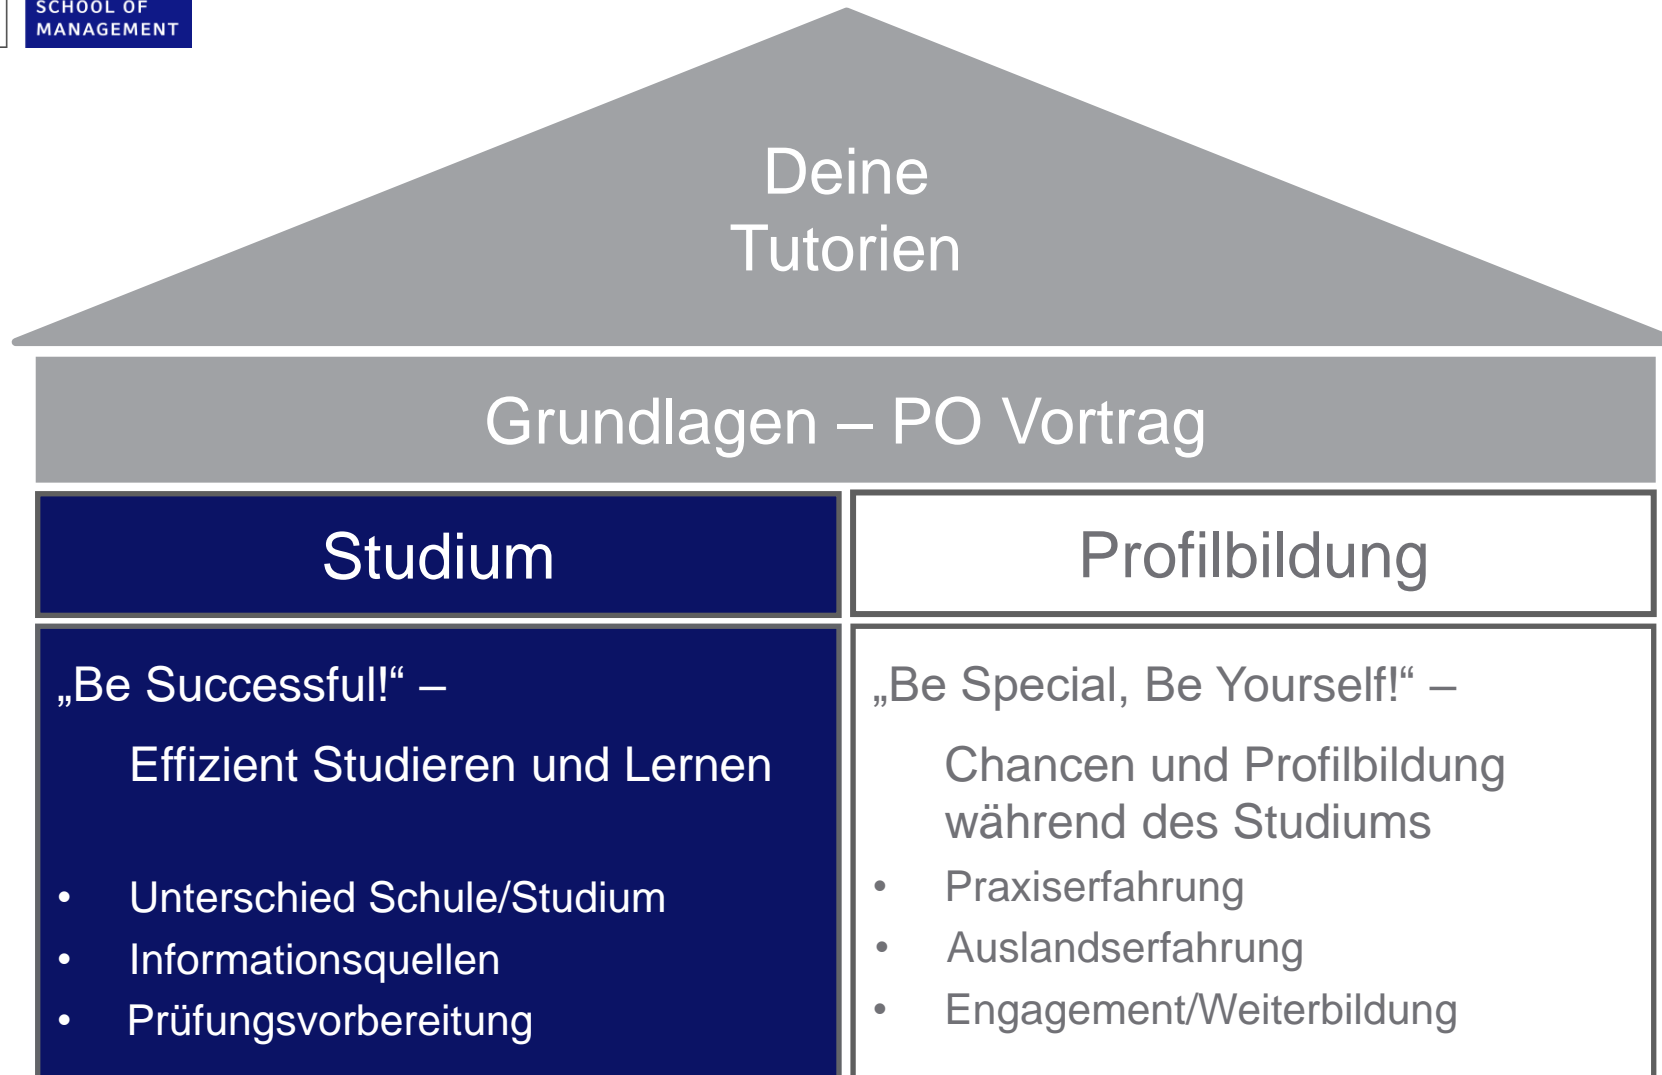 SCHOOL OF
MANAGEMENT
Deine
Tutorien
Grundlagen – PO Vortrag
Studium
Profilbildung
„Be Successful!“ –
Effizient Studieren und Lernen
• Unterschied Schule/Studium
• Informationsquellen
• Prüfungsvorbereitung
„Be Special, Be Yourself!“ –
Chancen und Profilbildung
während des Studiums
• Praxiserfahrung
• Auslandserfahrung
• Engagement/Weiterbildung